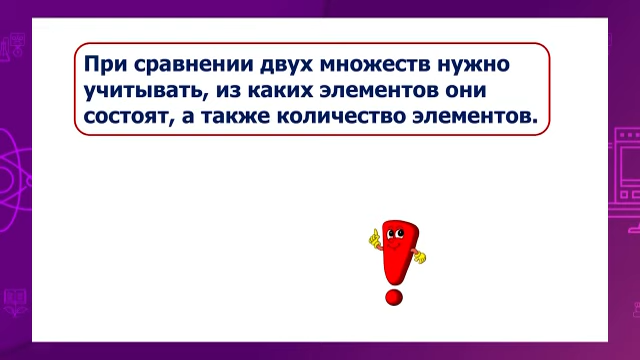 При сравнении двух множеств нужно
учитывать, из каких элементов они
состоят, а также количество элементов.